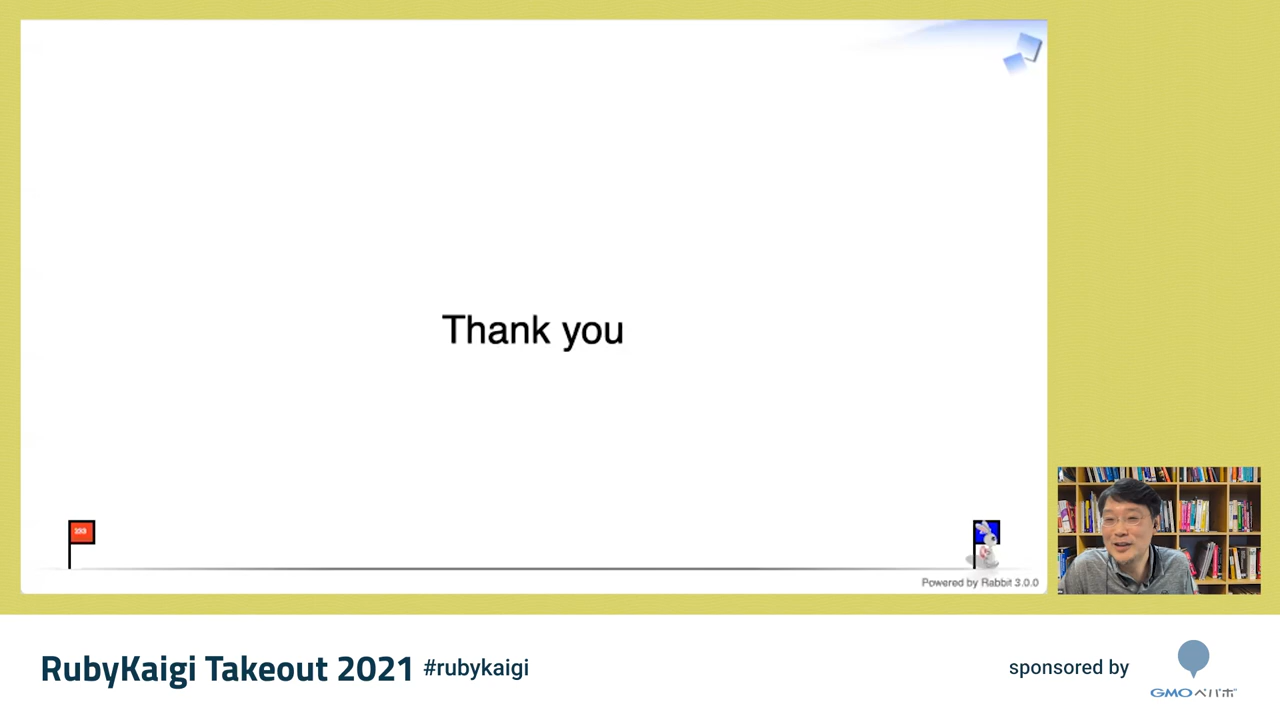 Thank you
Powered by Rabbit 3.0.0
RubyKaigi Takeout 2021 #rubykaigi
sponsored by
GMOペパボ